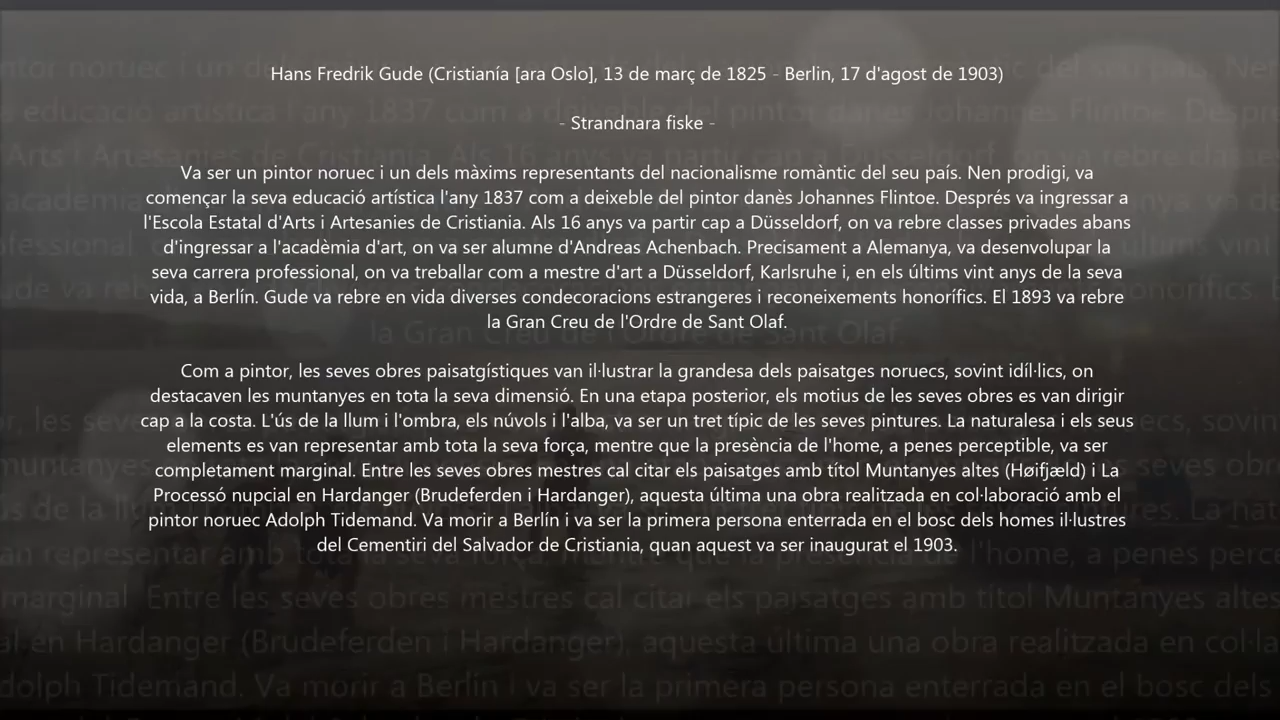 Hans Fredrik Gude (Cristianía [ara Oslo], 13 de març de 1825 - Berlin, 17 d'agost de 1903)
- Strandnara fiske -
Va ser un pintor noruec i un dels màxims representants del nacionalisme romàntic del seu país. Nen prodigi, va
començar la seva educació artística l'any 1837 com a deixeble del pintor danès Johannes Flintoe. Després va ingressar a
l'Escola Estatal d'Arts i Artesanies de Cristiania. Als 16 anys va partir cap a Düsseldorf, on va rebre classes privades abans
d'ingressar a l'acadèmia d'art, on va ser alumne d'Andreas Achenbach. Precisament a Alemanya, va desenvolupar la
seva carrera professional, on va treballar com a mestre d'art a Düsseldorf, Karlsruhe i, en els últims vint anys de la seva
vida, a Berlín. Gude va rebre en vida diverses condecoracions estrangeres i reconeixements honorífics. El 1893 va rebre
la Gran Creu de l'Ordre de Sant Olaf.
Com a pintor, les seves obres paisatgístiques van il·lustrar la grandesa dels paisatges noruecs, sovint idíl·lics, on
destacaven les muntanyes en tota la seva dimensió. En una etapa posterior, els motius de les seves obres es van dirigir
cap a la costa. L'ús de la llum i l'ombra, els núvols i l'alba, va ser un tret típic de les seves pintures. La naturalesa i els seus
elements es van representar amb tota la seva força, mentre que la presència de l'home, a penes perceptible, va ser
completament marginal. Entre les seves obres mestres cal citar els paisatges amb títol Muntanyes altes (Høifjæld) i La
Processó nupcial en Hardanger (Brudeferden i Hardanger), aquesta última una obra realitzada en col·laboració amb el
pintor noruec Adolph Tidemand. Va morir a Berlín i va ser la primera persona enterrada en el bosc dels homes il·lustres
del Cementiri del Salvador de Cristiania, quan aquest va ser inaugurat el 1903.